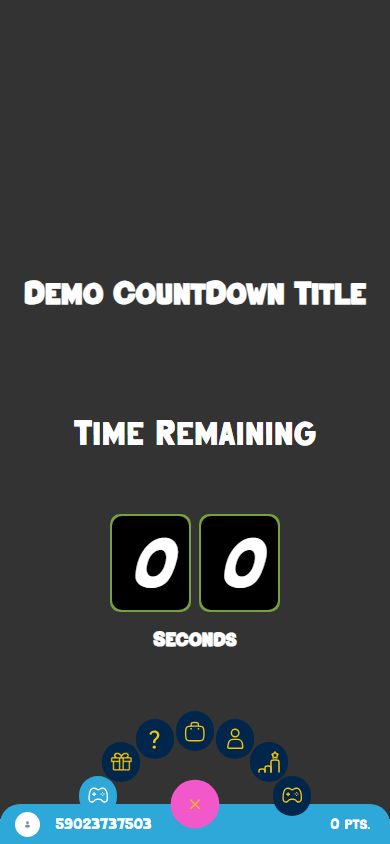 Demo CountDown Title
Time Remaining
0 0
Seconds
?
59023737503
0 pts.